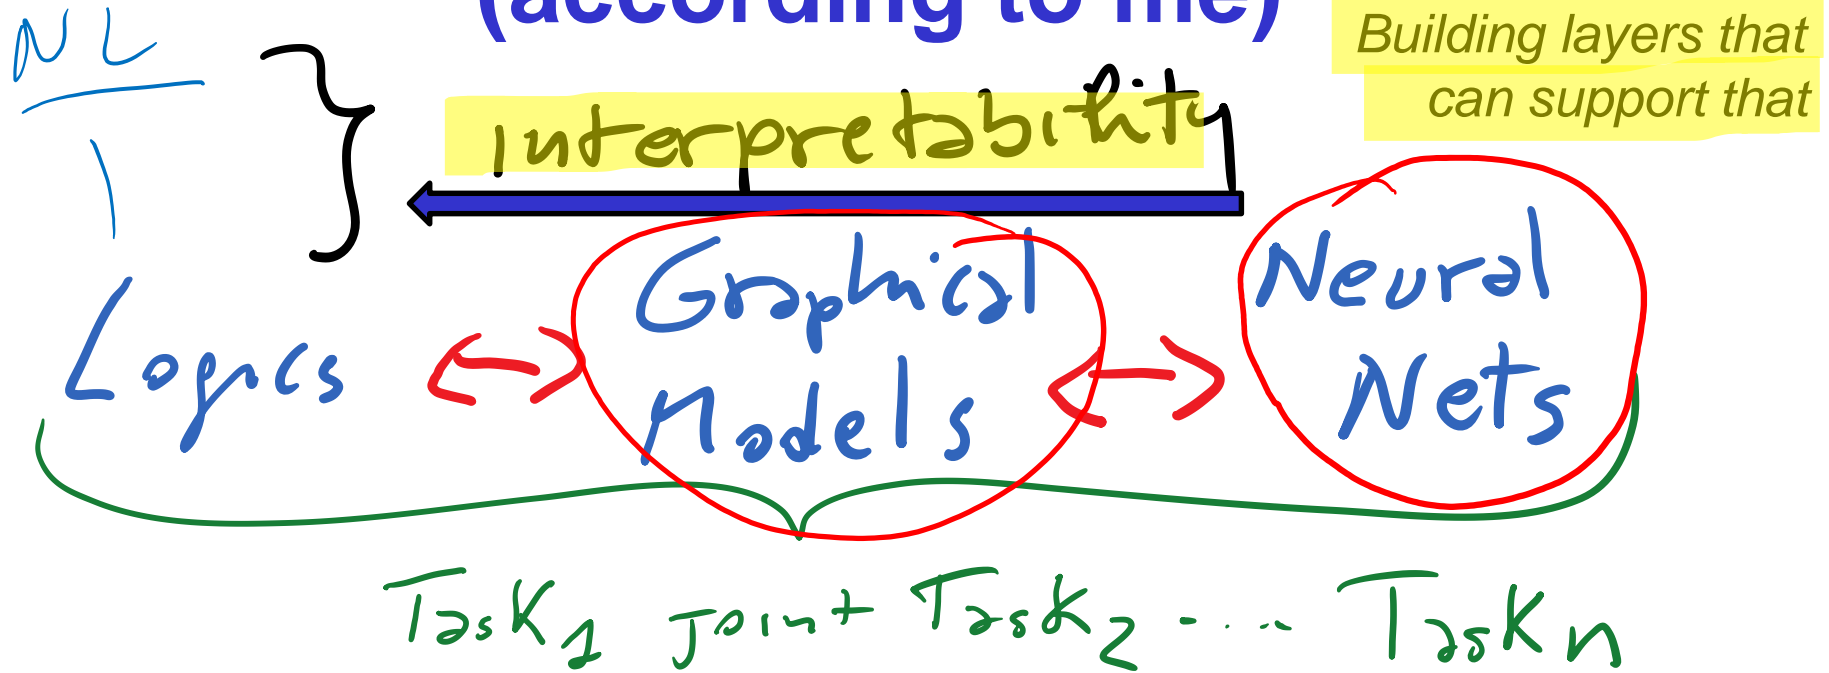 (according to me)
NL
Building layers that
can support that
interpretability
Logics
Graphical
Models
Neural
Nets
Task1 joint Task2 - . . . . Task n